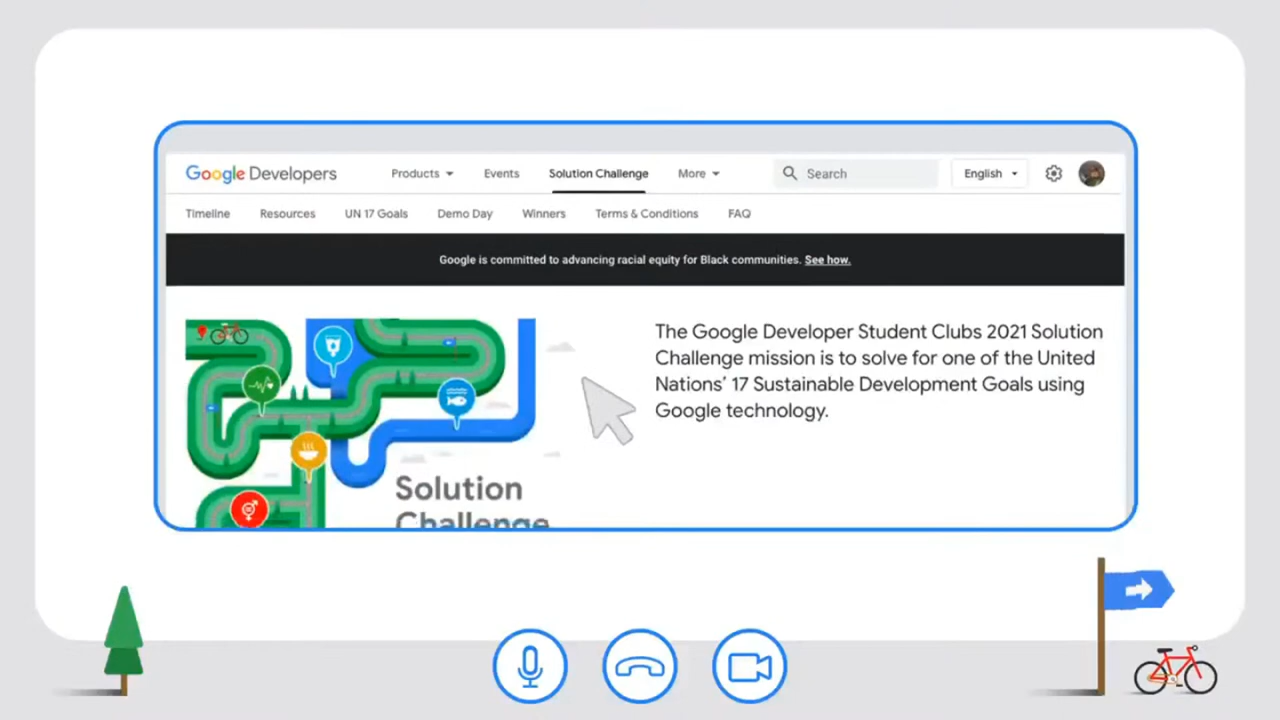 Google Developers Products Events Solution Challenge More Search English
Timeline Resources UN 17 Goals Demo Day Winners Terms & Conditions FAQ
Google is committed to advancing racial equity for Black communities. See how.
The Google Developer Student Clubs 2021 Solution
Challenge mission is to solve for one of the United
Nations' 17 Sustainable Development Goals using
Google technology.
Solution
Challenge